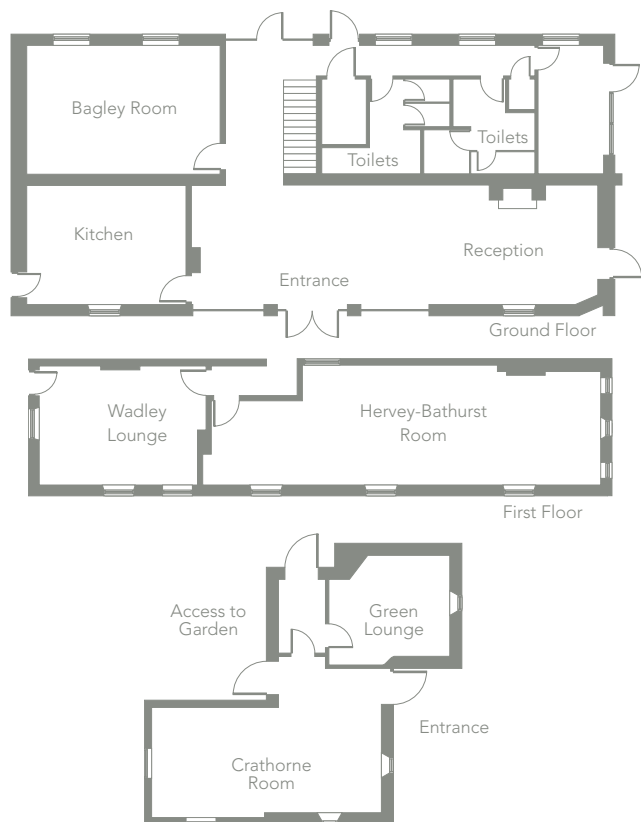 Bagley Room
Toilets
Toilets
Kitchen
Reception
Entrance
Ground Floor
Wadley
Lounge
Hervey-Bathurst
Room
First Floor
Access to
Garden
Green
Lounge
Entrance
Crathorne
Room